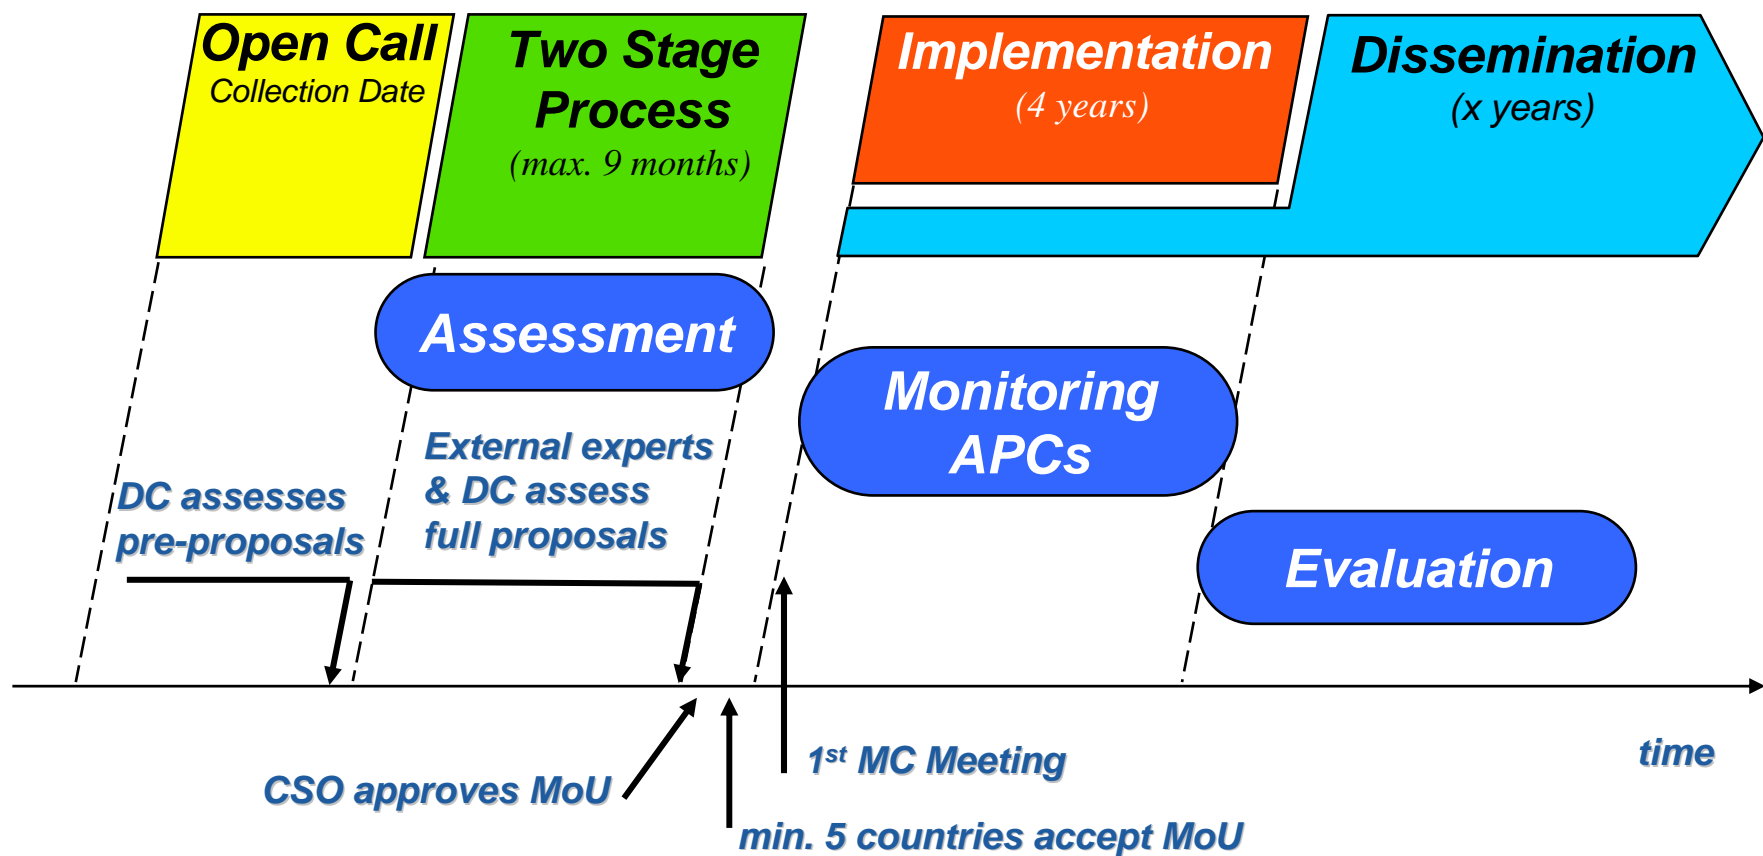 Open Call
Collection Date
Two Stage
Process
(max. 9 months)
Implementation
(4 years)
Dissemination
(x years)
Assessment
Monitoring
APCs
Evaluation
DC assesses
pre-proposals
External experts
& DC assess
full proposals
CSO approves MoU
1st MC Meeting
min. 5 countries accept MoU
time